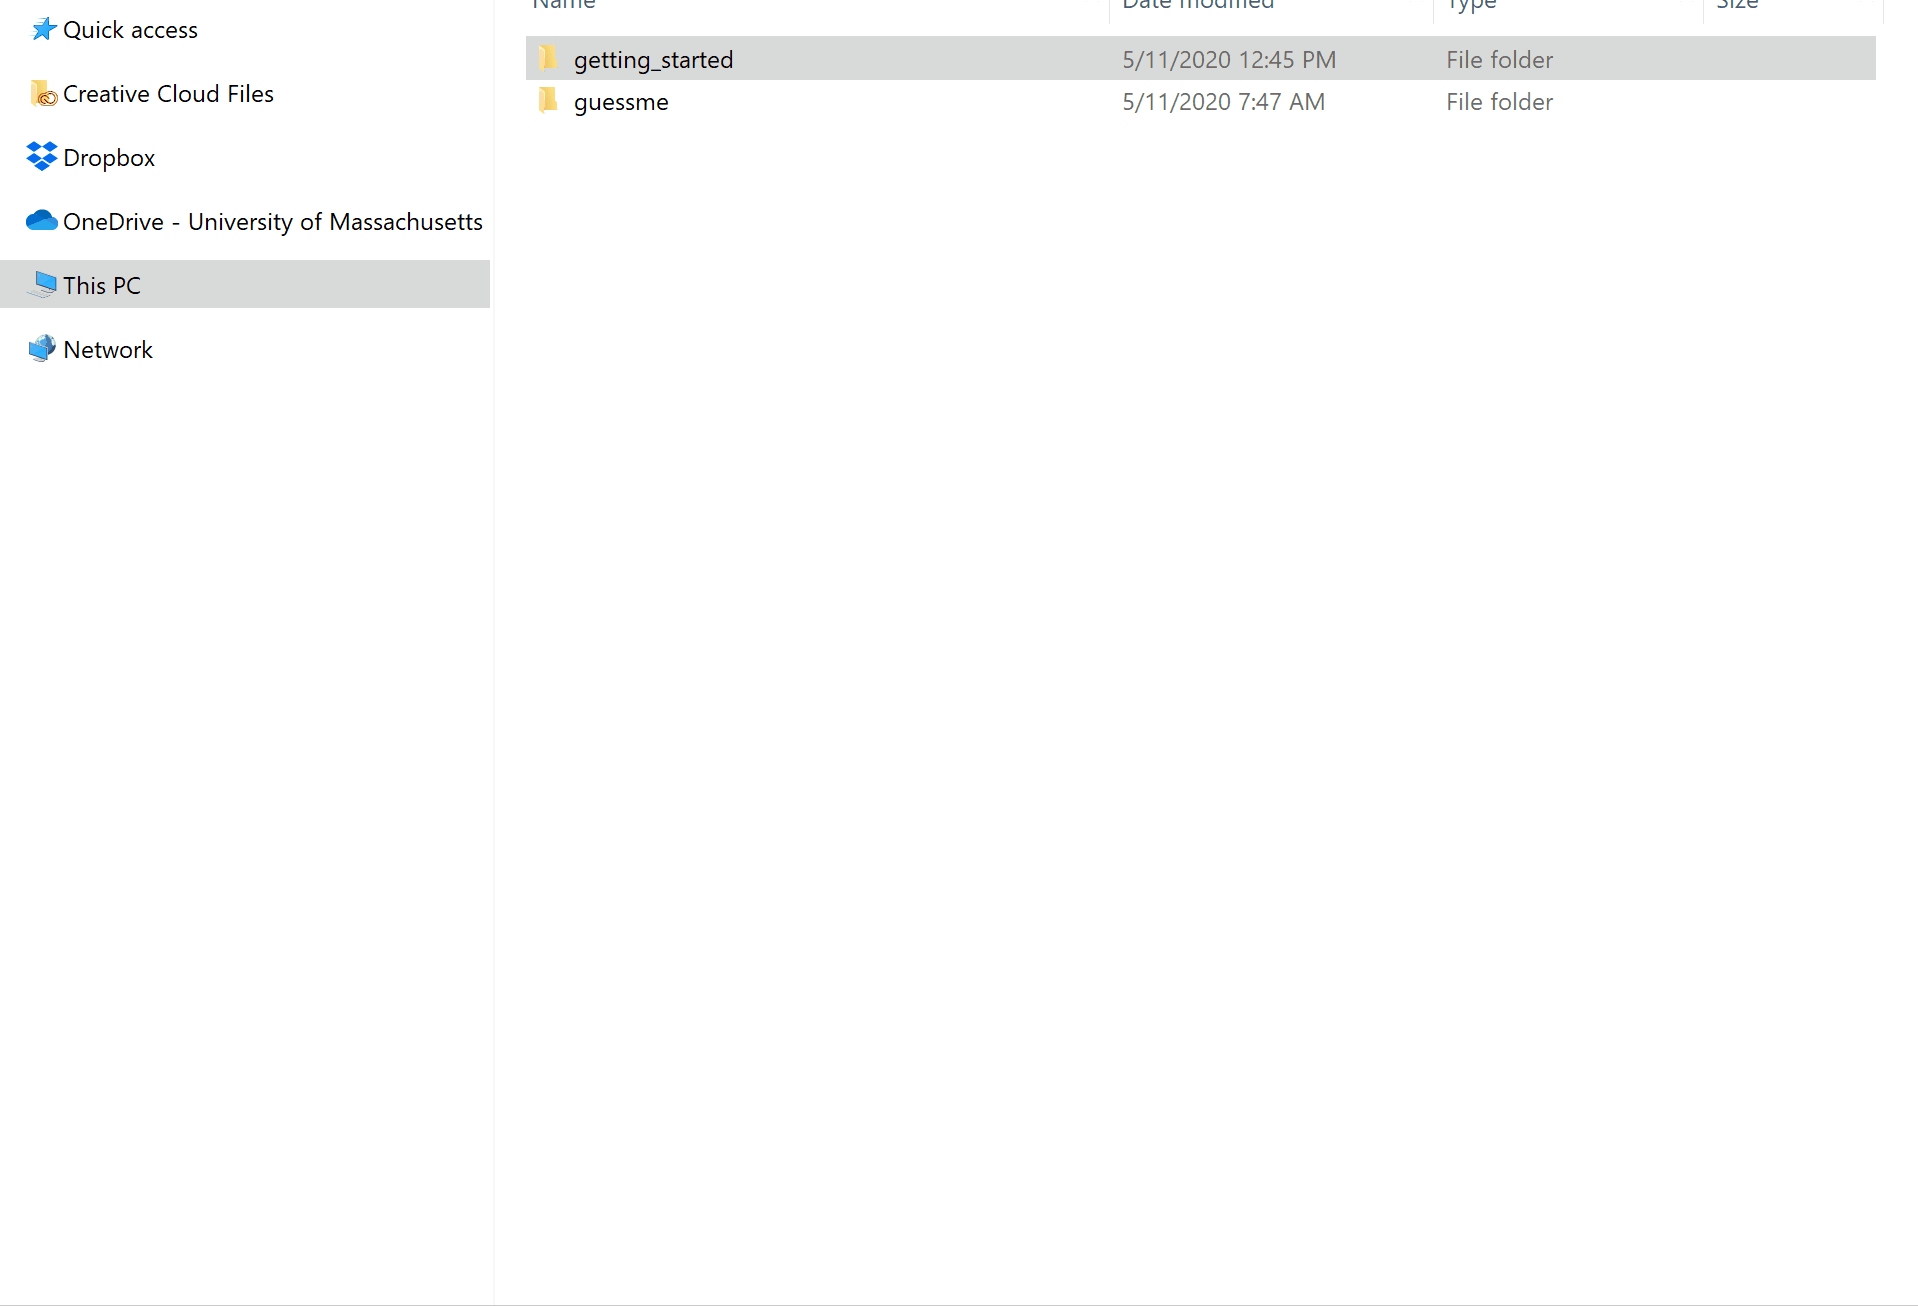 Name Date modified Type Size
Quick access
getting_started 5/11/2020 12:45 PM File folder
Creative Cloud Files
guessme 5/11/2020 7:47 AM File folder
Dropbox
OneDrive - University of Massachusetts
This PC
Network